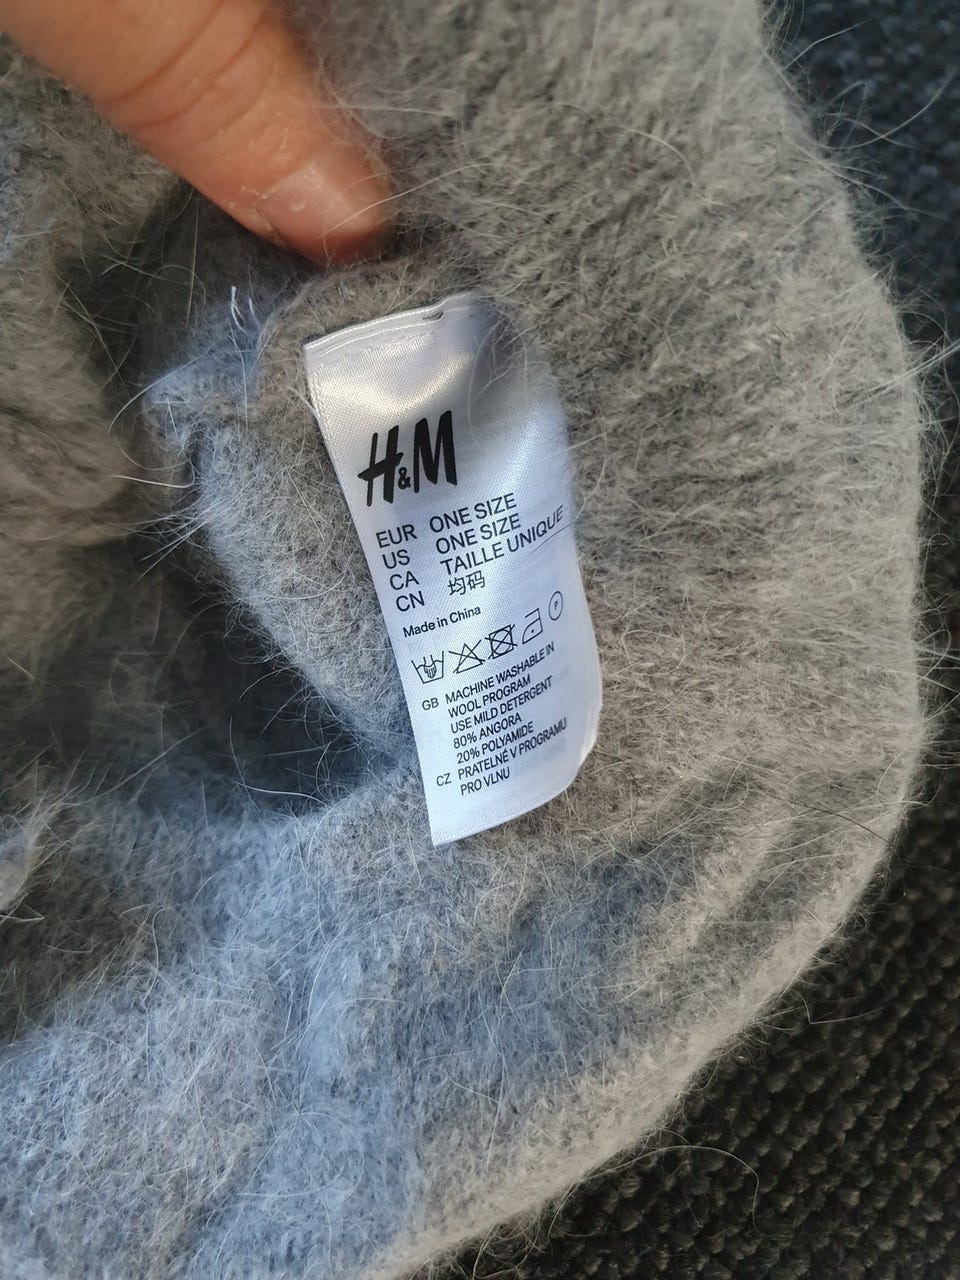 H&M
EUR ONE SIZE
US ONE SIZE
CA TAILLE UNIQUE
CN 均码
Made in China
P
GB MACHINE WASHABLE IN
WOOL PROGRAM
USE MILD DETERGENT
80% ANGORA
20% POLYAMIDE
CZ PRATELNÉ V PROGRAMU
PRO VLNU